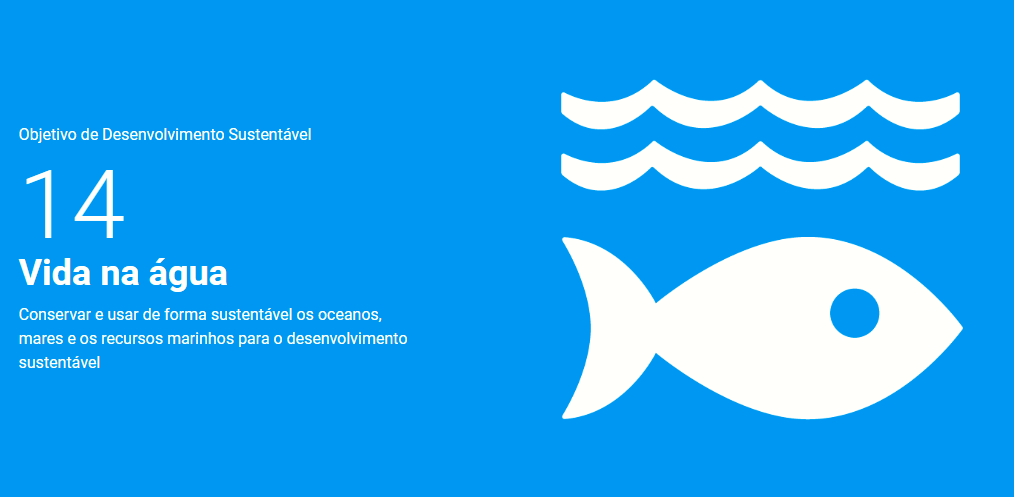 Objetivo de Desenvolvimento Sustentável
14
Vida na água
Conservar e usar de forma sustentável os oceanos,
mares e os recursos marinhos para o desenvolvimento
sustentável